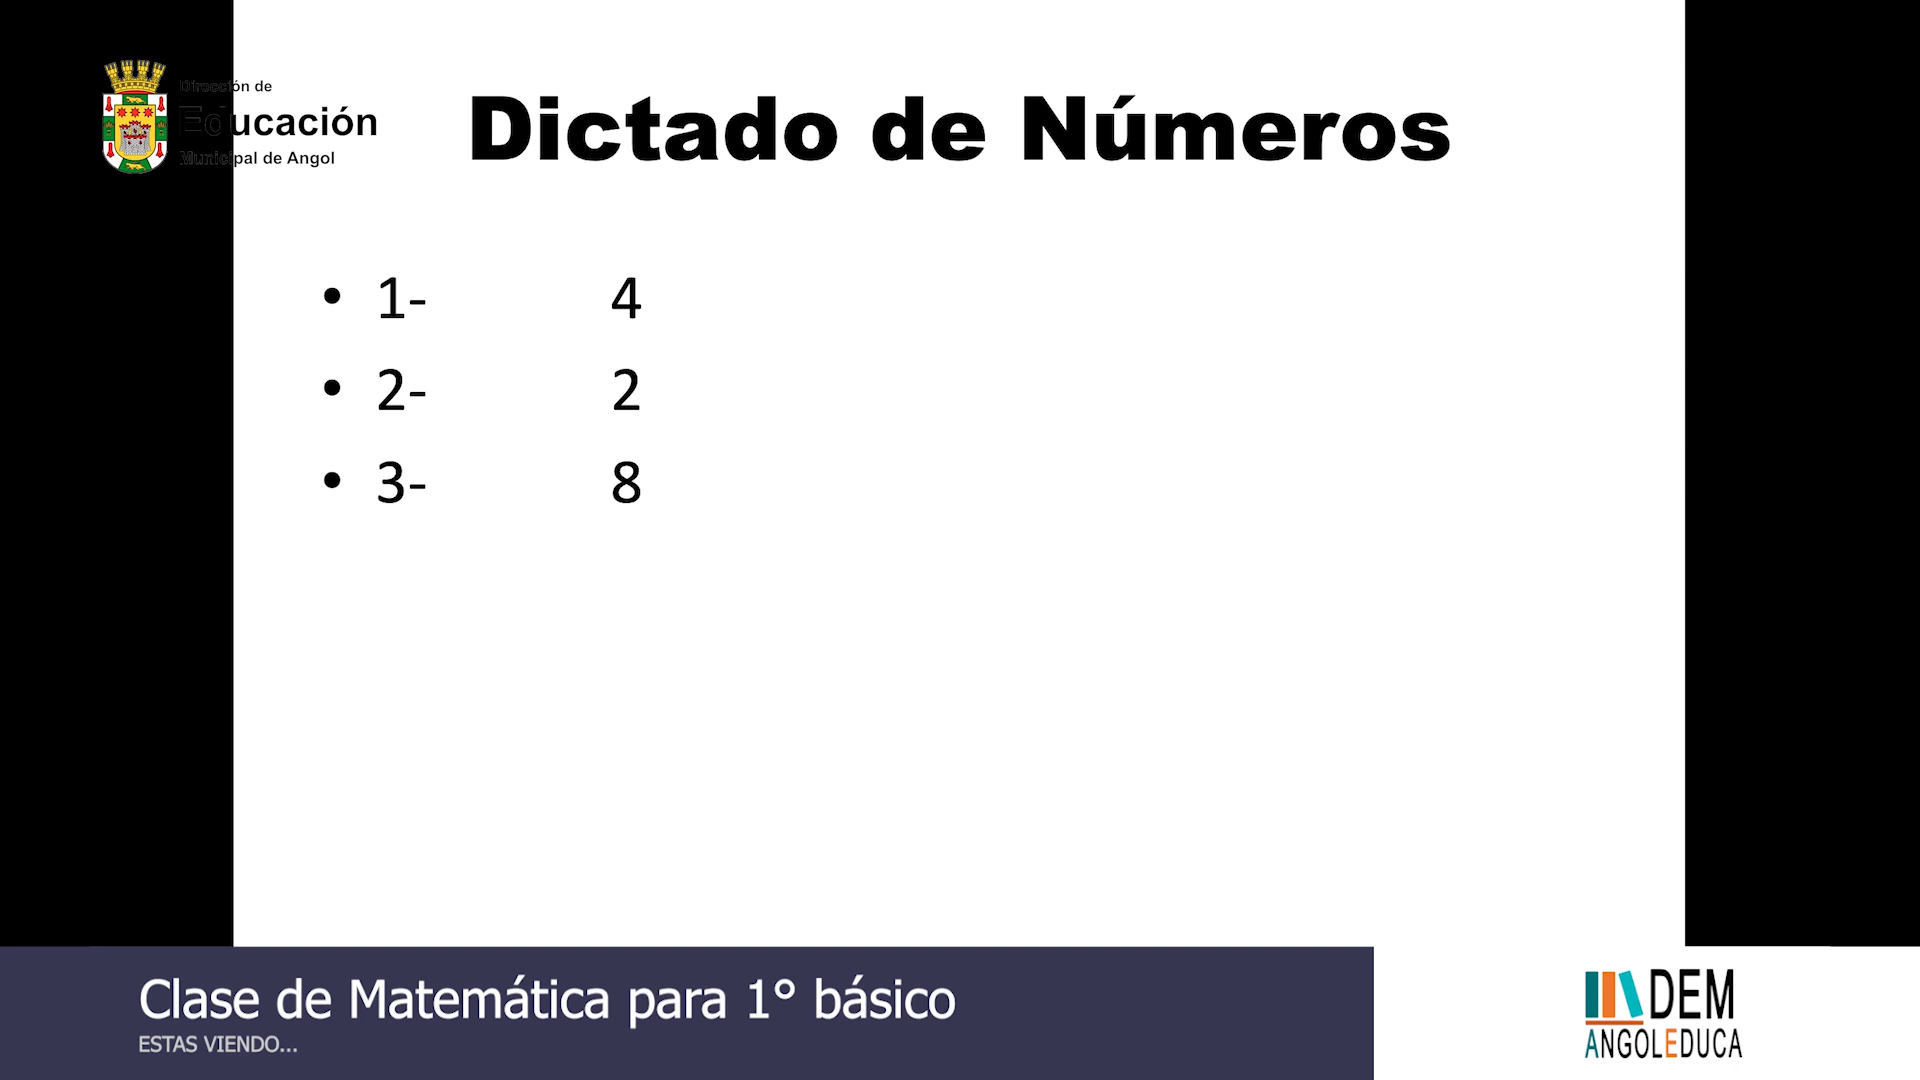 Dirección de
Educación
Municipal de Angol
Dictado de Números
• 1- 4
• 2- 2
• 3- 8
Clase de Matemática para 1° básico
ESTAS VIENDO...
DEM
ANGOLEDUCA